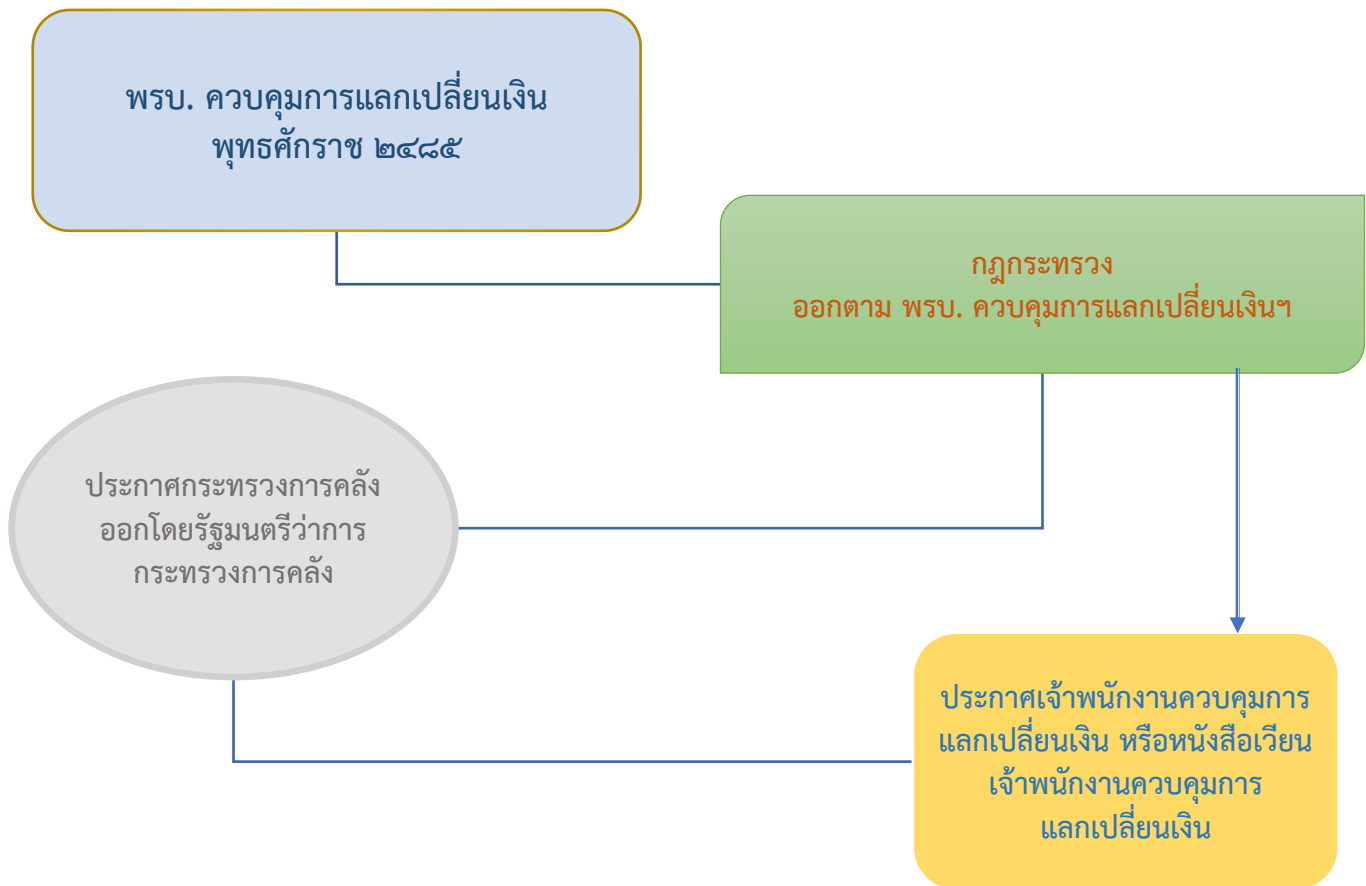 พรบ. ควบคุมการแลกเปลี่ยนเงิน
พุทธศักราช ๒๔๘๕
กฎกระทรวง
ออกตาม พรบ. ควบคุมการแลกเปลี่ยนเงินฯ
ประกาศกระทรวงการคลัง
ออกโดยรัฐมนตรีว่าการ
กระทรวงการคลัง
ประกาศเจ้าพนักงานควบคุมการ
แลกเปลี่ยนเงิน หรือหนังสือเวียน
เจ้าพนักงานควบคุมการ
แลกเปลี่ยนเงิน